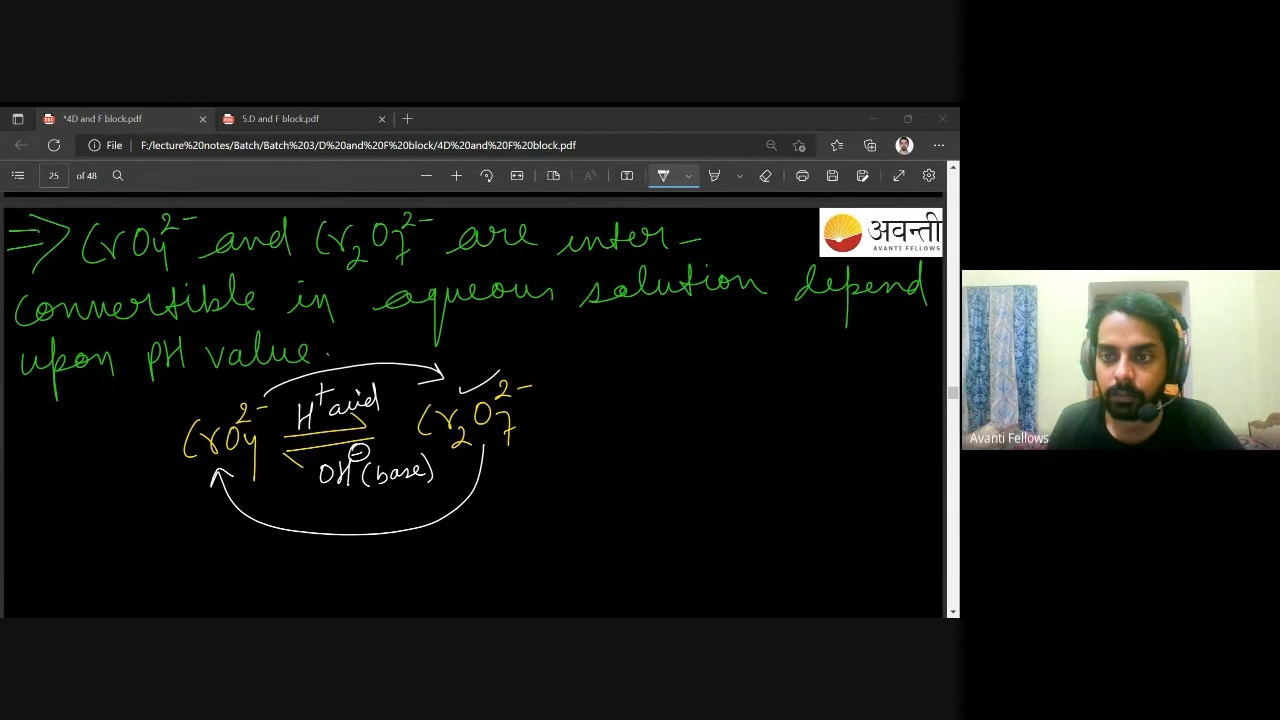 *4D and F block.pdf
5.D and F block.pdf
File F:/lecture%20notes/Batch/Batch%203/D%20and%20F%20block/4D%20and%20F%20block.pdf
25 of 48
⇒ CrO4^2- and Cr2O7^2- are inter-
convertible in aqueous solution depend
upon pH value.
अवन्ती
AVANTI FELLOWS
CrO4^2- ⇌ Cr2O7^2-
H+ acid
OH⊖ (base)
Avanti Fellows